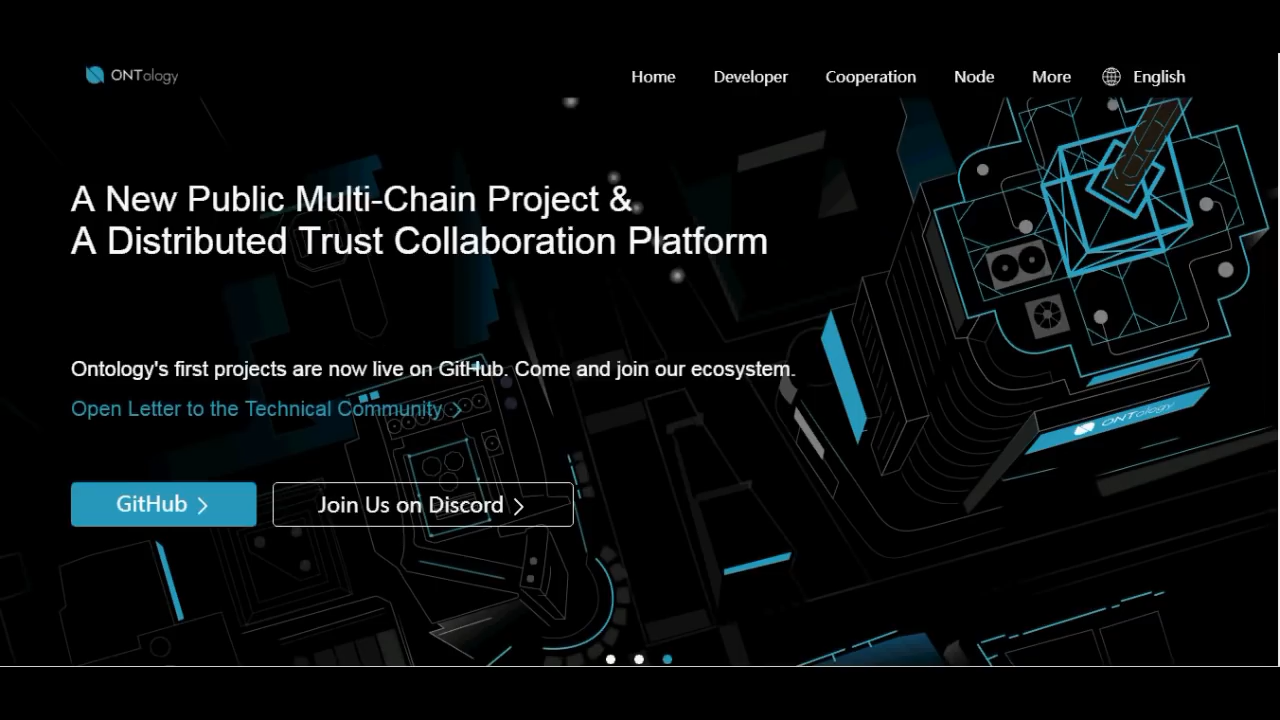 ONTology
Home Developer Cooperation Node More English
A New Public Multi-Chain Project &
A Distributed Trust Collaboration Platform
Ontology's first projects are now live on GitHub. Come and join our ecosystem.
Open Letter to the Technical Community >
GitHub >
Join Us on Discord >
ONTology